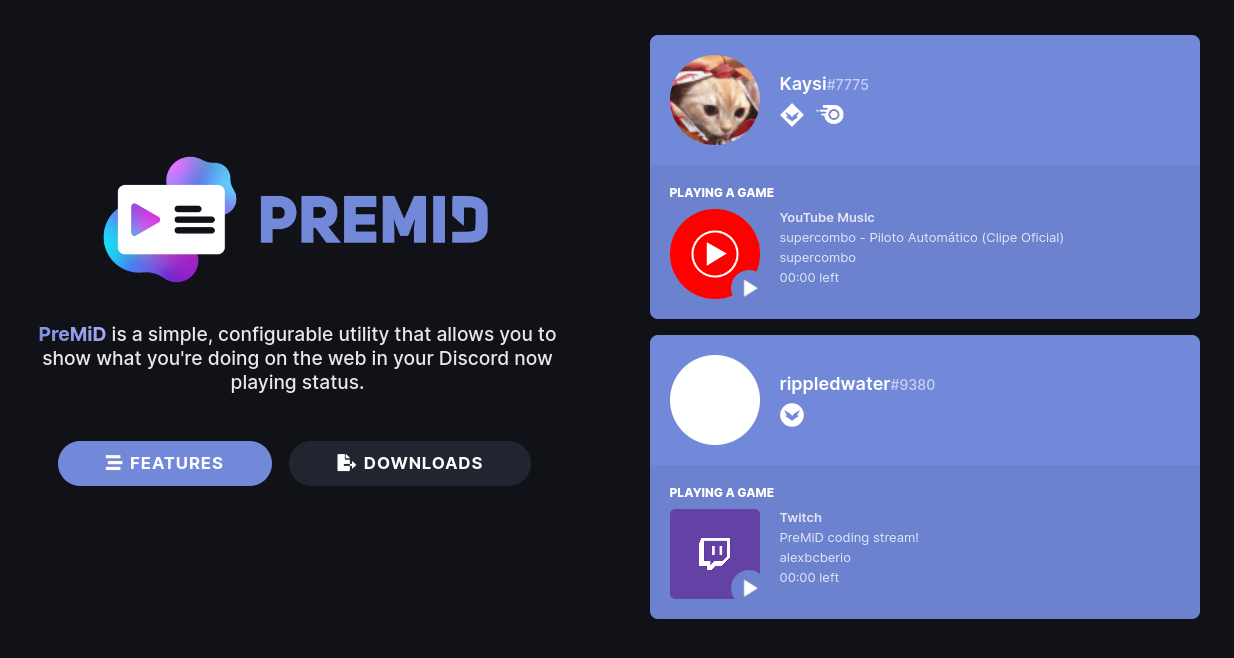 PREMID
PreMiD is a simple, configurable utility that allows you to
show what you're doing on the web in your Discord now
playing status.
FEATURES
DOWNLOADS
Kaysi#7775
PLAYING A GAME
YouTube Music
supercombo - Piloto Automático (Clipe Oficial)
supercombo
00:00 left
rippledwater#9380
PLAYING A GAME
Twitch
PreMiD coding stream!
alexbcberio
00:00 left